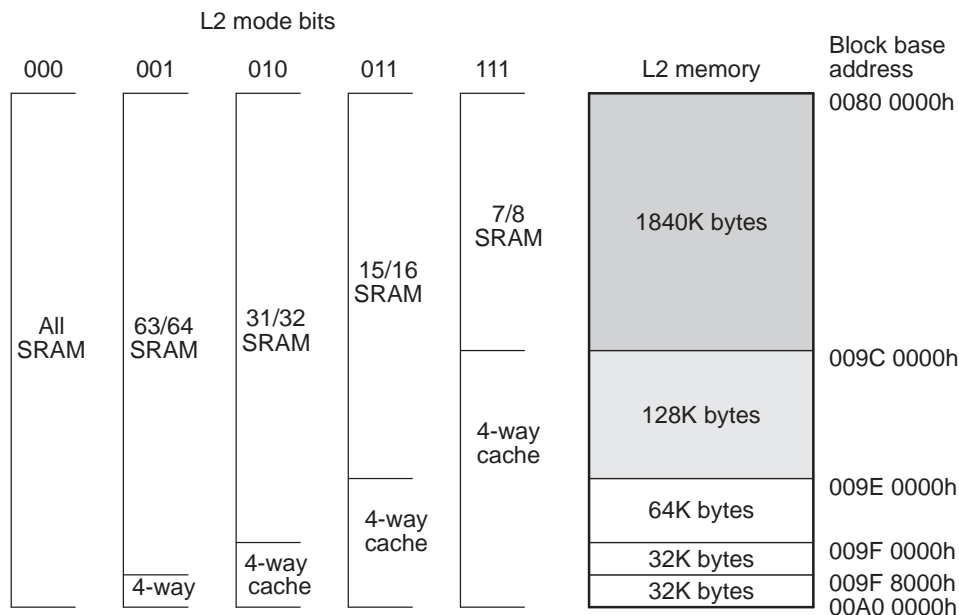 L2 mode bits
000 001 010 011 111 L2 memory
Block base
address
0080 0000h
7/8
SRAM
1840K bytes
15/16
SRAM
All
SRAM
63/64
SRAM
31/32
SRAM
009C 0000h
4-way
cache
128K bytes
009E 0000h
4-way
cache
64K bytes
009F 0000h
4-way
cache
32K bytes
009F 8000h
4-way
32K bytes
00A0 0000h